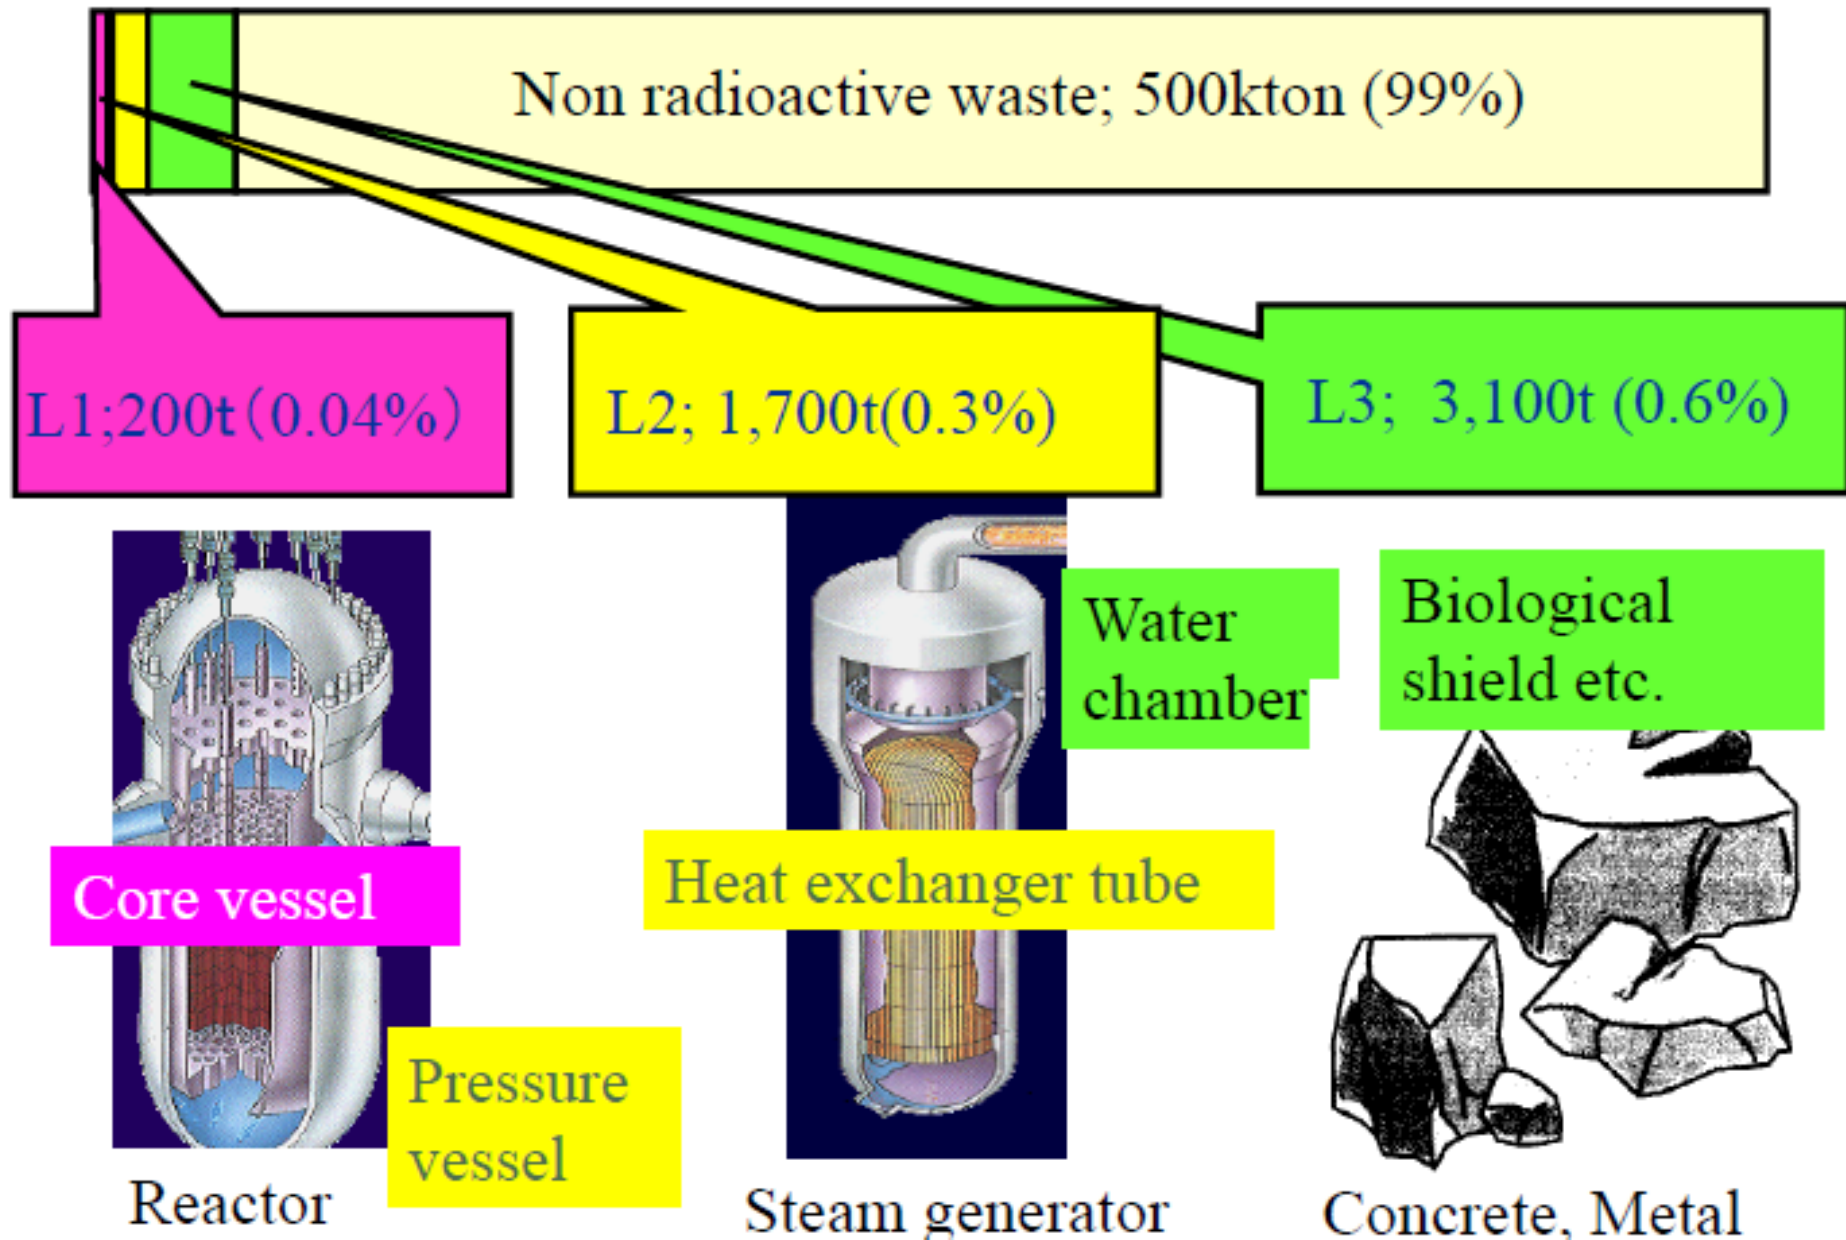 Non radioactive waste; 500kton (99%)
L1;200t（0.04%）
L2; 1,700t(0.3%)
L3; 3,100t (0.6%)
Water
chamber
Biological
shield etc.
Core vessel
Heat exchanger tube
Pressure
vessel
Reactor
Steam generator
Concrete, Metal